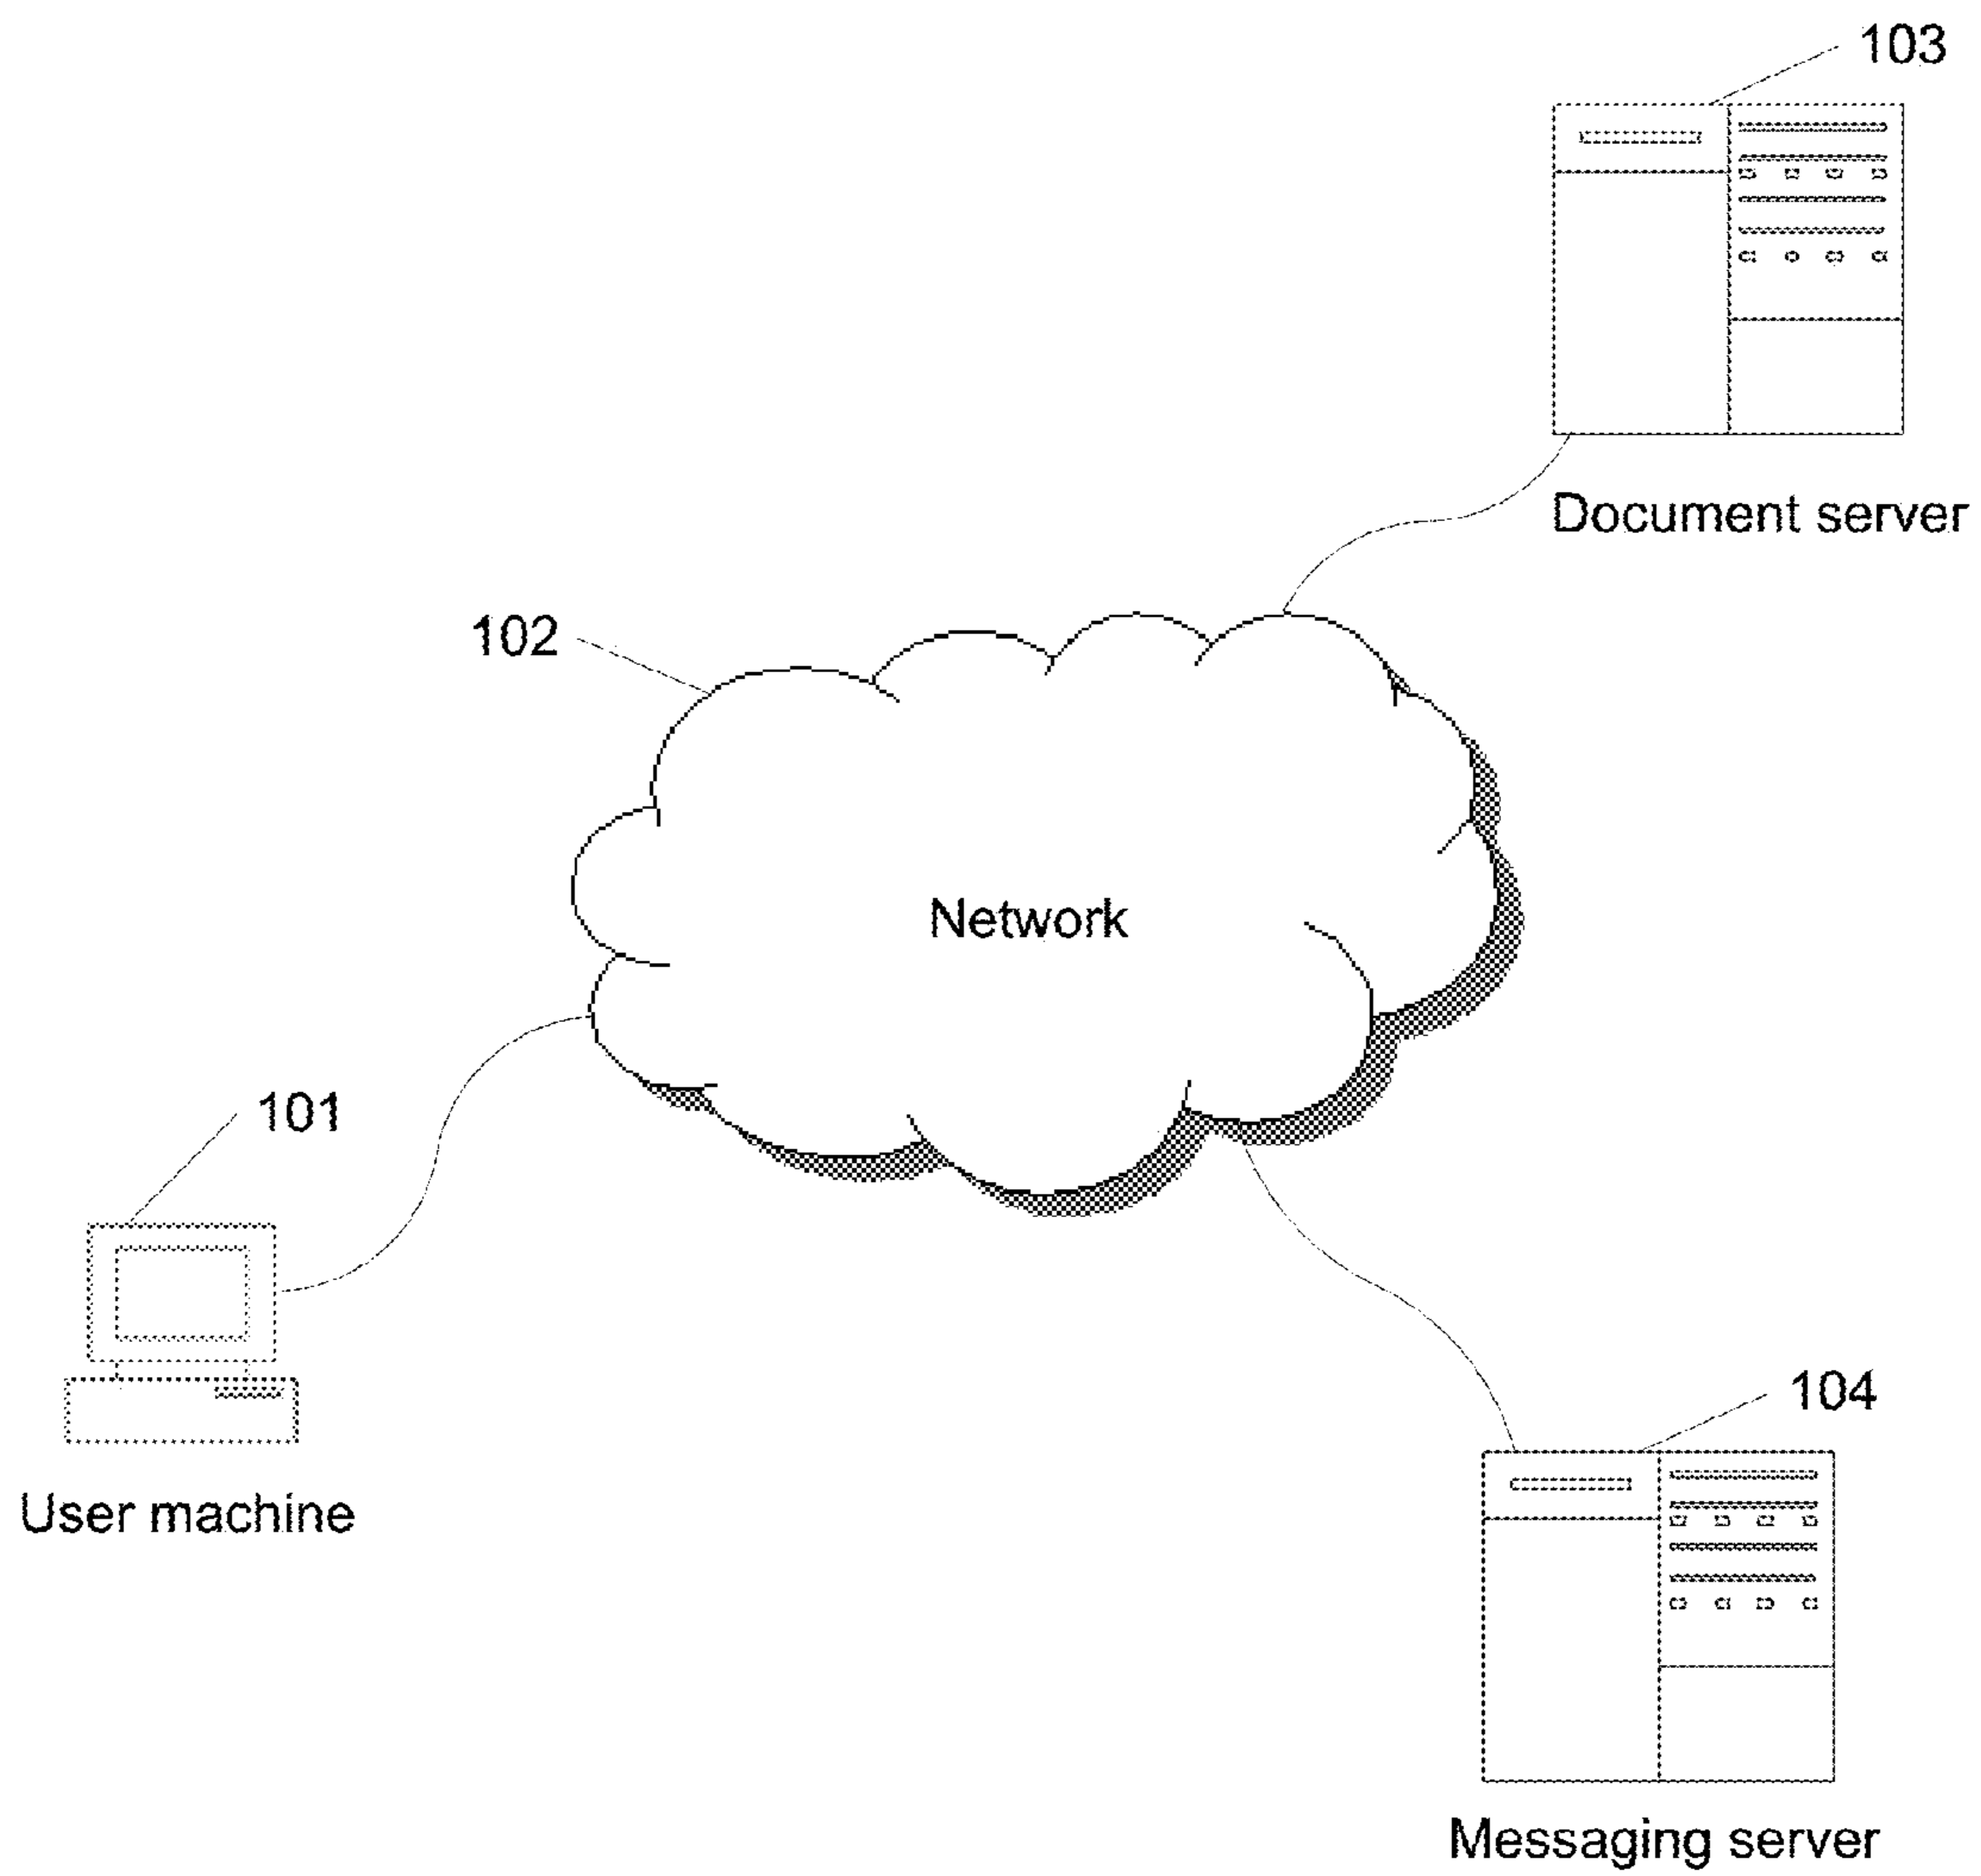 103
Document server
102
Network
101
User machine
104
Messaging server